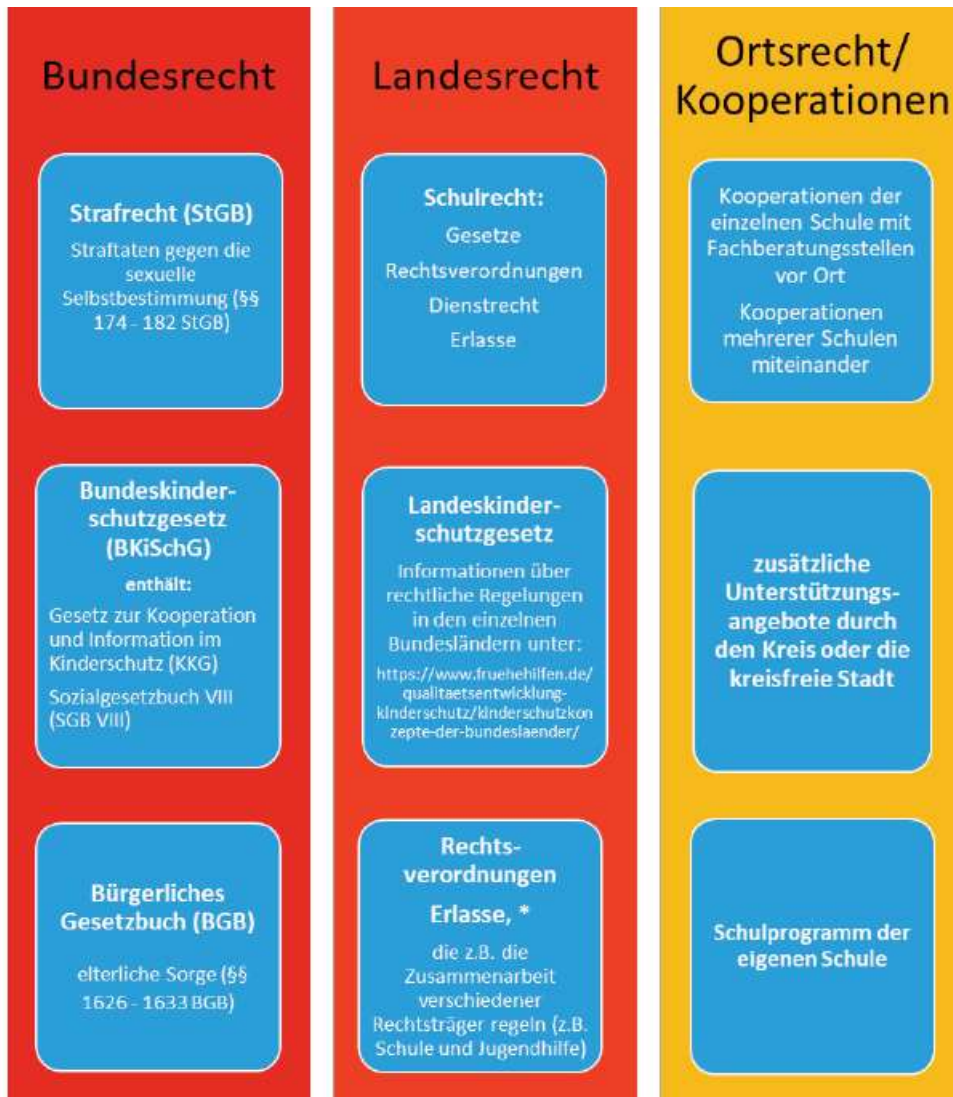 Bundesrecht
Strafrecht (StGB)
Straftaten gegen die
sexuelle
Selbstbestimmung (§§
174 - 182 StGB)
Bundeskinder-
schutzgesetz
(BKiSchG)
enthält:
Gesetz zur Kooperation
und Information im
Kinderschutz (KKG)
Sozialgesetzbuch VIII
(SGB VIII)
Bürgerliches
Gesetzbuch (BGB)
elterliche Sorge (§§
1626 - 1633 BGB)
Landesrecht
Schulrecht:
Gesetze
Rechtsverordnungen
Dienstrecht
Erlasse
Landeskinder-
schutzgesetz
Informationen über
rechtliche Regelungen
in den einzelnen
Bundesländern unter:
https://www.fruehehilfen.de/
qualitaetsentwicklung-
kinderschutz/kinderschutzkon
zepte-der-bundeslaender/
Rechts-
verordnungen
Erlasse, *
die z.B. die
Zusammenarbeit
verschiedener
Rechtsträger regeln (z.B.
Schule und Jugendhilfe)
Ortsrecht/
Kooperationen
Kooperationen der
einzelnen Schule mit
Fachberatungsstellen
vor Ort
Kooperationen
mehrerer Schulen
miteinander
zusätzliche
Unterstützungs-
angebote durch
den Kreis oder die
kreisfreie Stadt
Schulprogramm der
eigenen Schule